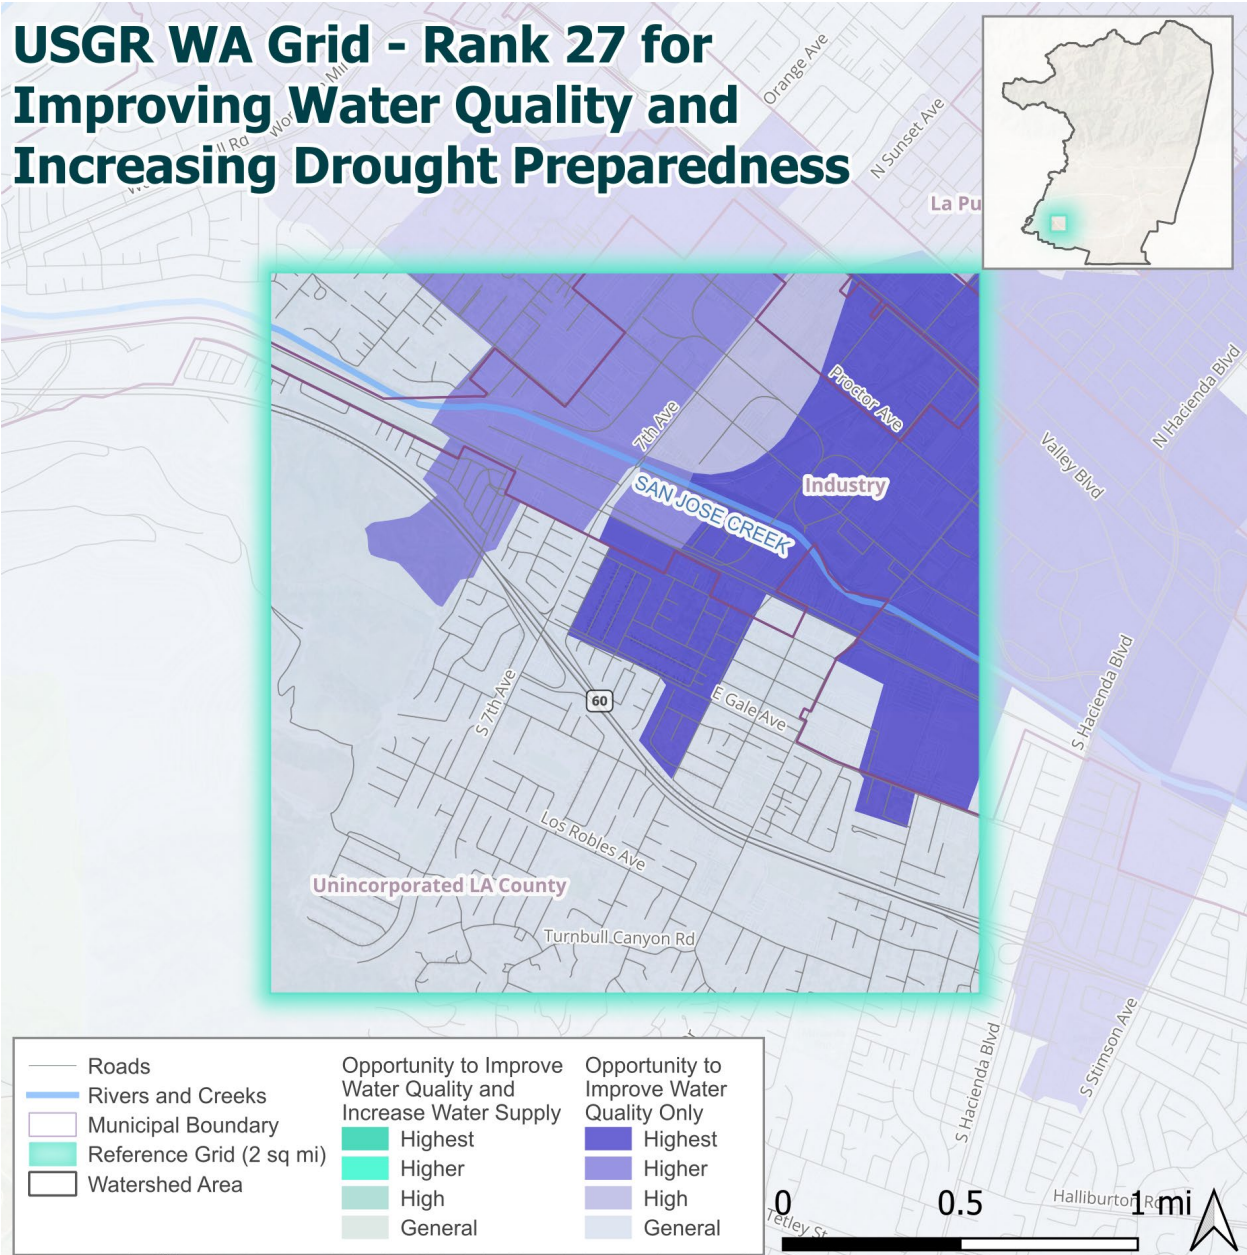 USGR WA Grid - Rank 27 for
Improving Water Quality and
Increasing Drought Preparedness
Orange Ave
N Sunset Ave
La Pu
7th Ave
Proctor Ave
Industry
SAN JOSE CREEK
Valley Blvd
N Hacienda Blvd
S Hacienda Blvd
60
S 7th Ave
E Gale Ave
Los Robles Ave
Unincorporated LA County
Turnbull Canyon Rd
S Hacienda Blvd
S Stimson Ave
Halliburton Rd
Tetley St
Roads
Rivers and Creeks
Municipal Boundary
Reference Grid (2 sq mi)
Watershed Area
Opportunity to Improve
Water Quality and
Increase Water Supply
Highest
Higher
High
General
Opportunity to
Improve Water
Quality Only
Highest
Higher
High
General
0 0.5 1 mi